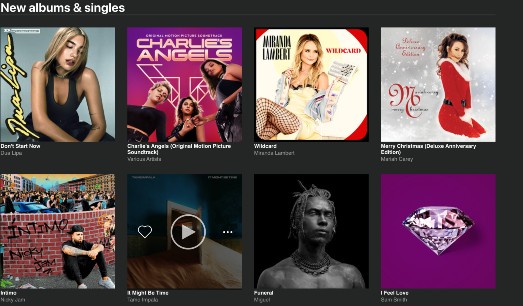 New albums & singles
Dua Lipa
ORIGINAL MOTION PICTURE SOUNDTRACK
CHARLIE'S
ANGELS
MIRANDA
LAMBERT
WILDCARD
Deluxe
Anniversary
Edition
Don't Start Now
Dua Lipa
Charlie's Angels (Original Motion Picture
Soundtrack)
Various Artists
Wildcard
Miranda Lambert
Merry Christmas (Deluxe Anniversary
Edition)
Mariah Carey
INTIMO
NICKY
JAM
Intimo
Nicky Jam
It Might Be Time
Tame Impala
Funeral
Miguel
I Feel Love
Sam Smith